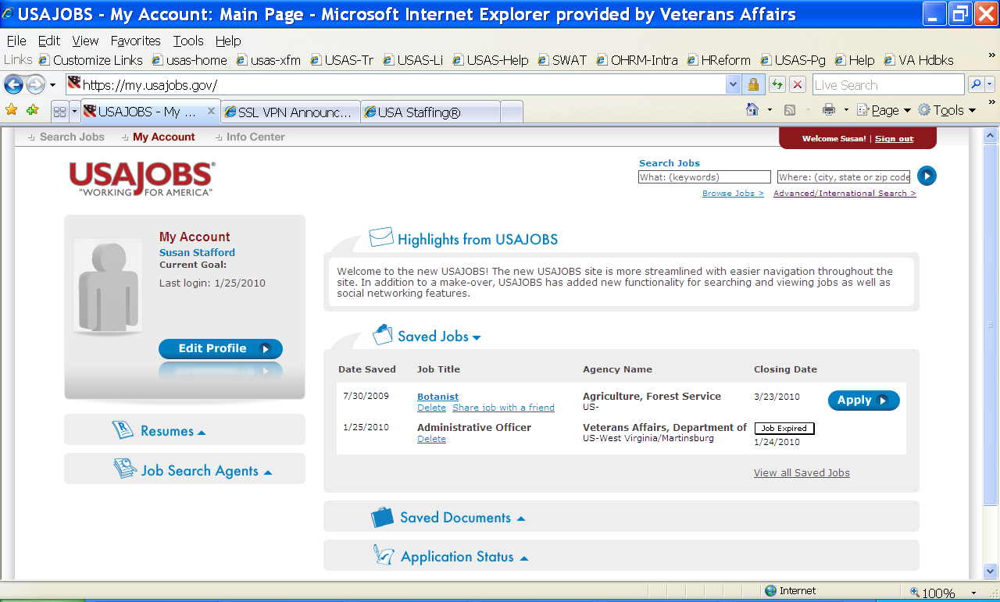 USAJOBS - My Account: Main Page - Microsoft Internet Explorer provided by Veterans Affairs
File Edit View Favorites Tools Help
Links Customize Links usas-home usas-xfm USAS-Tr USAS-Li USAS-Help SWAT OHRM-Intra HReform USAS-Pg Help VA Hdbks »
https://my.usajobs.gov/ Live Search
USAJOBS - My ... SSL VPN Announc... USA Staffing® Page Tools »
Search Jobs My Account Info Center Welcome Susan! | Sign out
USAJOBS®
"WORKING FOR AMERICA"
Search Jobs
What: (keywords) Where: (city, state or zip code
Browse Jobs > Advanced/International Search >
My Account
Susan Stafford
Current Goal:
Last login: 1/25/2010
Edit Profile
Resumes
Job Search Agents
Highlights from USAJOBS
Welcome to the new USAJOBS! The new USAJOBS site is more streamlined with easier navigation throughout the
site. In addition to a make-over, USAJOBS has added new functionality for searching and viewing jobs as well as
social networking features.
Saved Jobs
Date Saved Job Title Agency Name Closing Date
7/30/2009 Botanist Agriculture, Forest Service 3/23/2010 Apply
Delete Share job with a friend US-
1/25/2010 Administrative Officer Veterans Affairs, Department of Job Expired
Delete US-West Virginia/Martinsburg 1/24/2010
View all Saved Jobs
Saved Documents
Application Status
Internet 100%